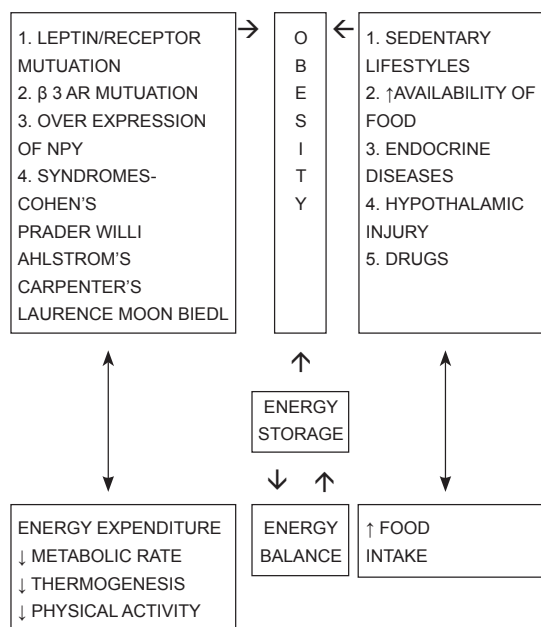 1. LEPTIN/RECEPTOR
MUTUATION
2. β 3 AR MUTUATION
3. OVER EXPRESSION
OF NPY
4. SYNDROMES-
COHEN'S
PRADER WILLI
AHLSTROM'S
CARPENTER'S
LAURENCE MOON BIEDL
→
O
B
E
S
I
T
Y
←
1. SEDENTARY
LIFESTYLES
2. ↑AVAILABILITY OF
FOOD
3. ENDOCRINE
DISEASES
4. HYPOTHALAMIC
INJURY
5. DRUGS
↑
ENERGY
STORAGE
↓ ↑
ENERGY EXPENDITURE
↓ METABOLIC RATE
↓ THERMOGENESIS
↓ PHYSICAL ACTIVITY
ENERGY
BALANCE
↑ FOOD
INTAKE